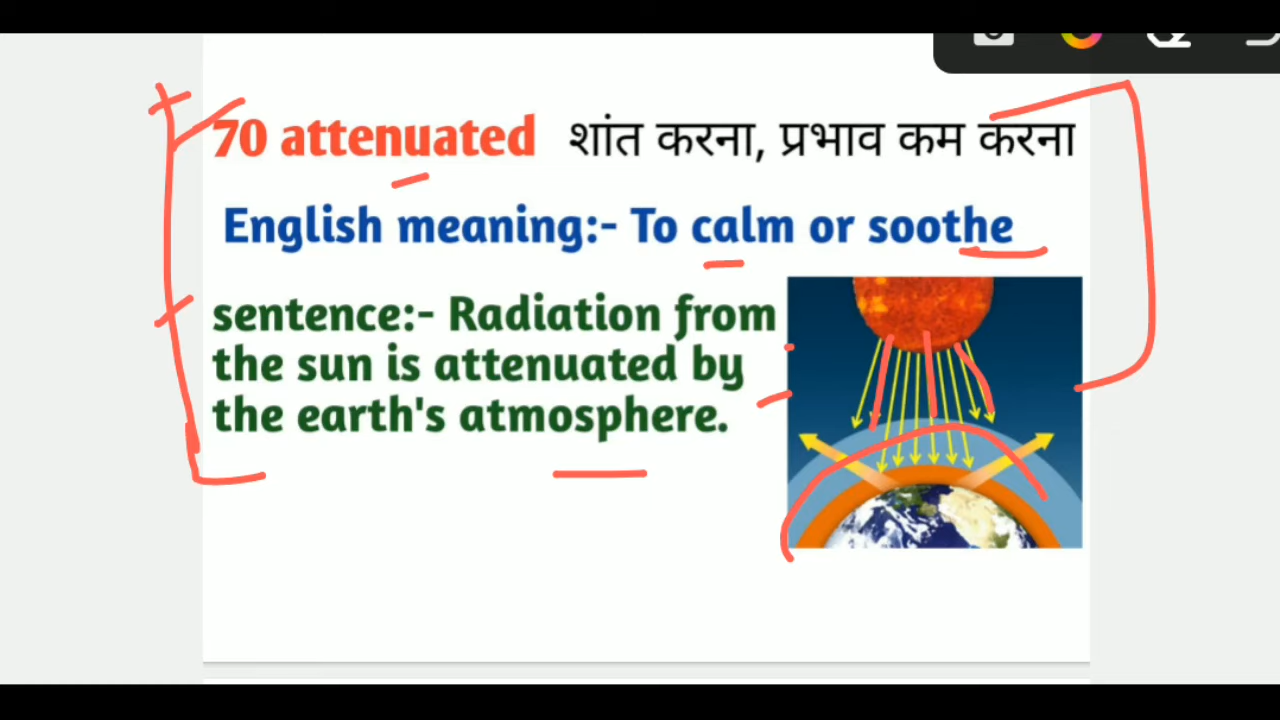 70 attenuated शांत करना, प्रभाव कम करना
English meaning:- To calm or soothe
sentence:- Radiation from
the sun is attenuated by
the earth's atmosphere.